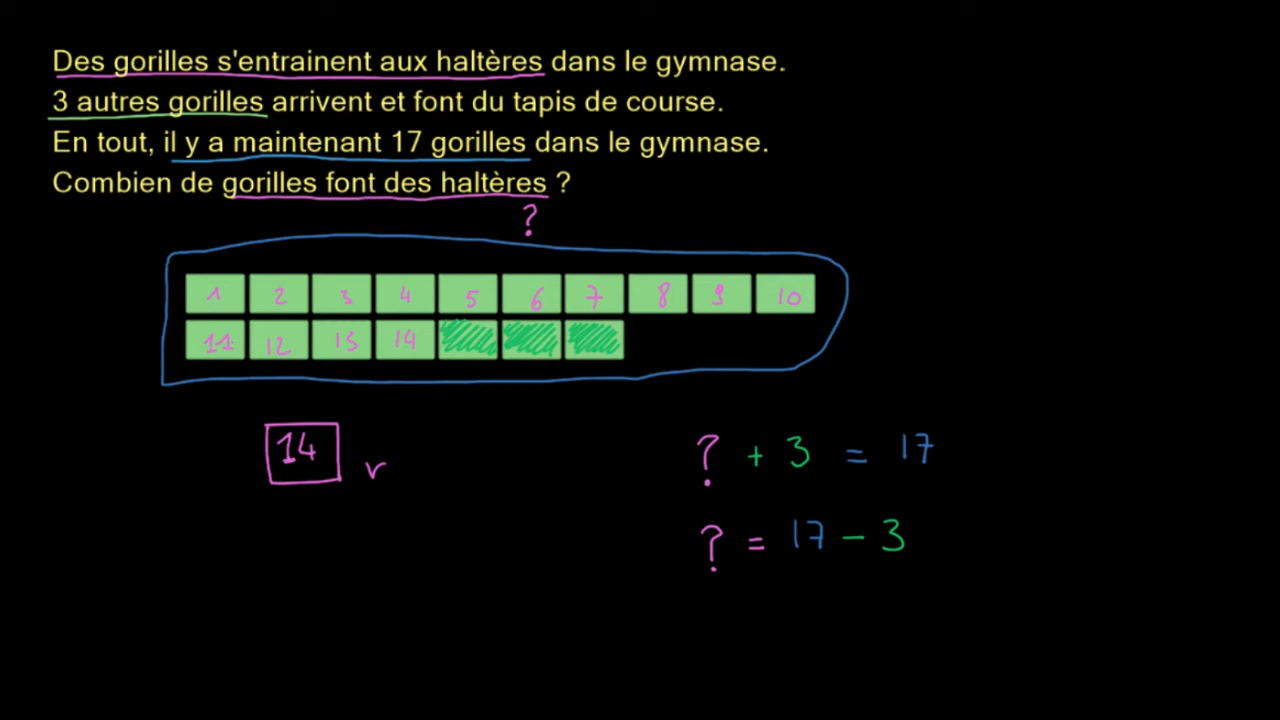 Des gorilles s'entrainent aux haltères dans le gymnase.
3 autres gorilles arrivent et font du tapis de course.
En tout, il y a maintenant 17 gorilles dans le gymnase.
Combien de gorilles font des haltères ?
?
1 2 3 4 5 6 7 8 9 10
11 12 13 14
14 r
? + 3 = 17
? = 17 - 3